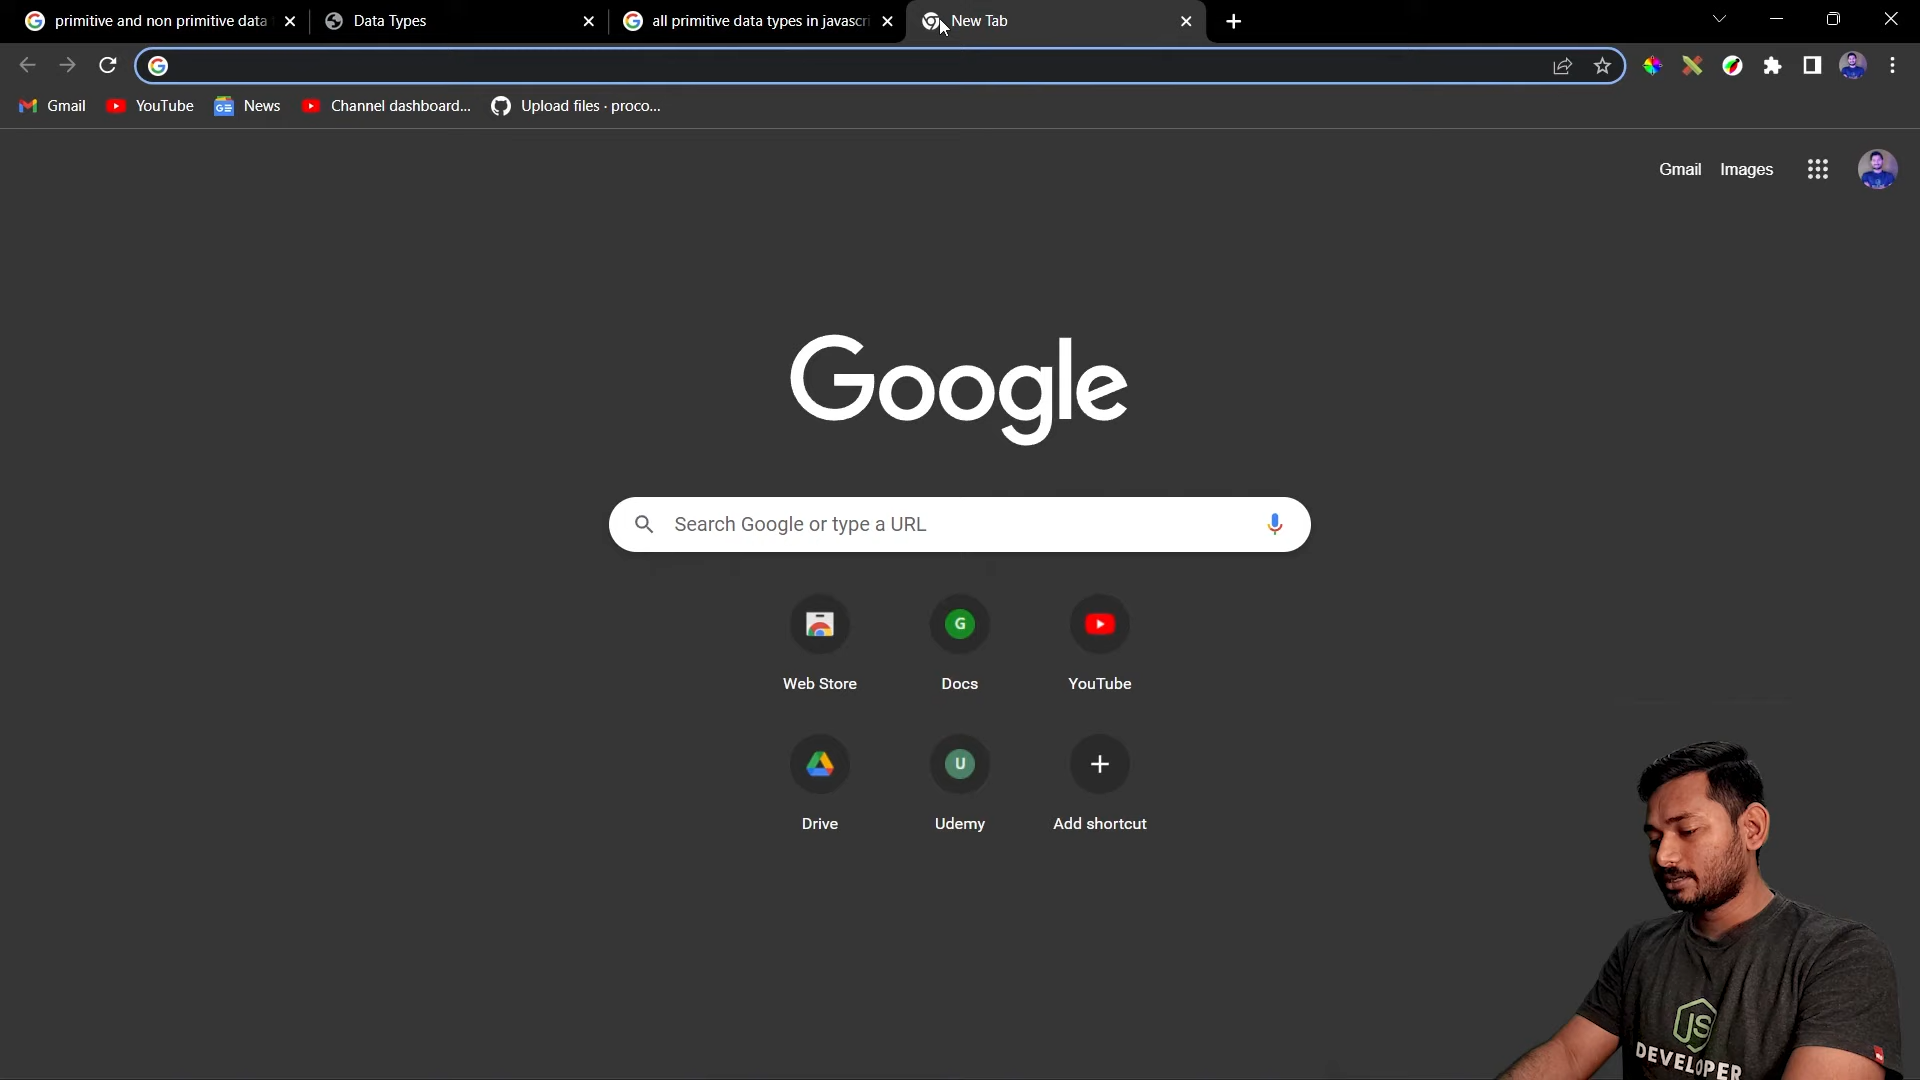 primitive and non primitive data
Data Types
all primitive data types in javascri
New Tab
Gmail
YouTube
News
Channel dashboard...
Upload files · proco...
Gmail
Images
Google
Search Google or type a URL
Web Store
G
Docs
YouTube
Drive
U
Udemy
Add shortcut
JS
DEVELOPER